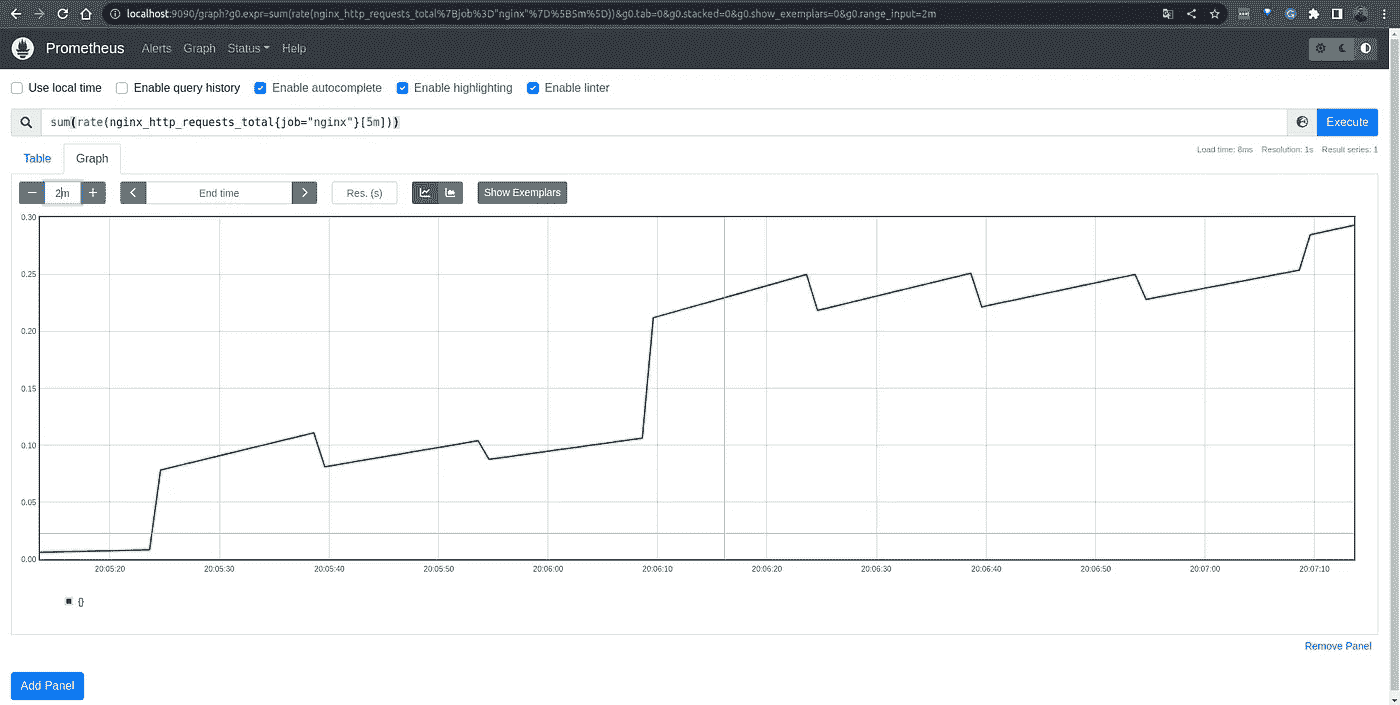 localhost:9090/graph?g0.expr=sum(rate(nginx_http_requests_total%7Bjob%3D"nginx"%7D%5B5m%5D))&g0.tab=0&g0.stacked=0&g0.show_exemplars=0&g0.range_input=2m
Prometheus Alerts Graph Status Help
Use local time Enable query history Enable autocomplete Enable highlighting Enable linter
sum(rate(nginx_http_requests_total{job="nginx"}[5m])) Execute
Load time: 8ms Resolution: 1s Result series: 1
Table Graph
2m End time Res. (s) Show Exemplars
0.30
0.25
0.20
0.15
0.10
0.05
0.00
20:05:20 20:05:30 20:05:40 20:05:50 20:06:00 20:06:10 20:06:20 20:06:30 20:06:40 20:06:50 20:07:00 20:07:10
{}
Remove Panel
Add Panel